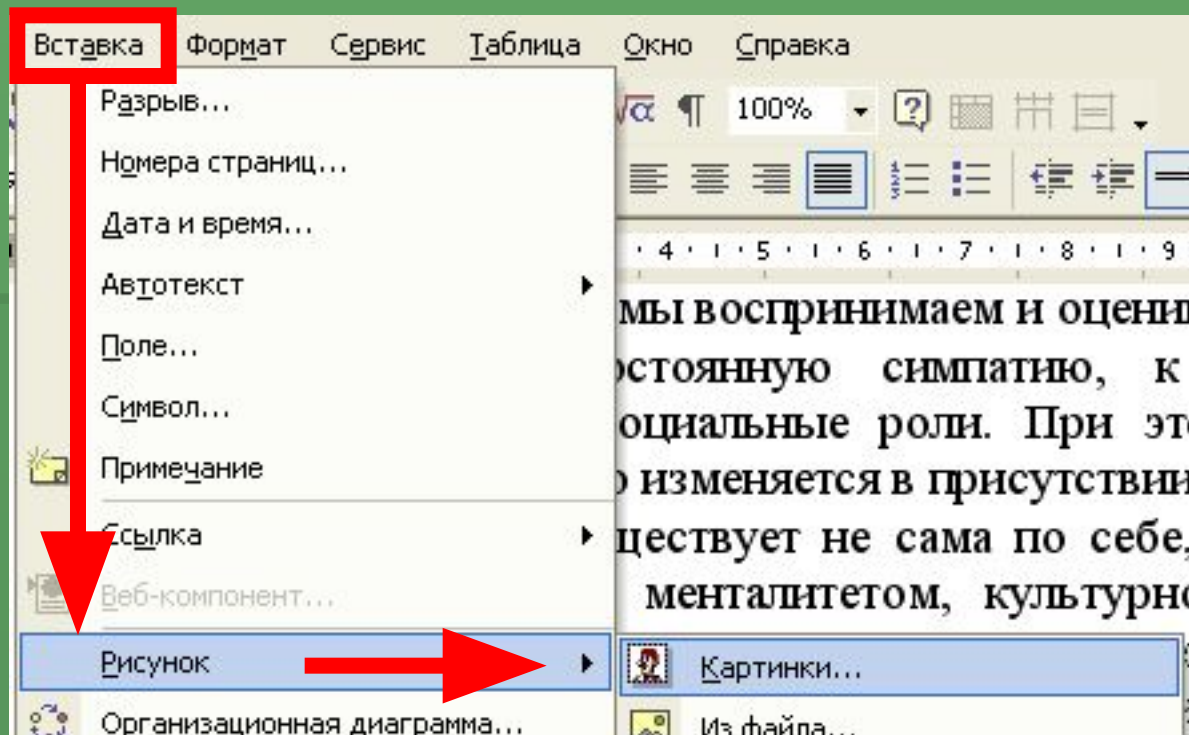 Вставка Формат Сервис Таблица Окно Справка
Разрыв...
Номера страниц...
Дата и время...
Автотекст
Поле...
Символ...
Примечание
Ссылка
Веб-компонент...
Рисунок
Организационная диаграмма...
100%
4 5 6 7 8 9
мы воспринимаем и оцени
остоянную симпатию, к
оциальные роли. При эт
о изменяется в присутстви
ществует не сама по себе,
менталитетом, культурно
Картинки...
Из файла...